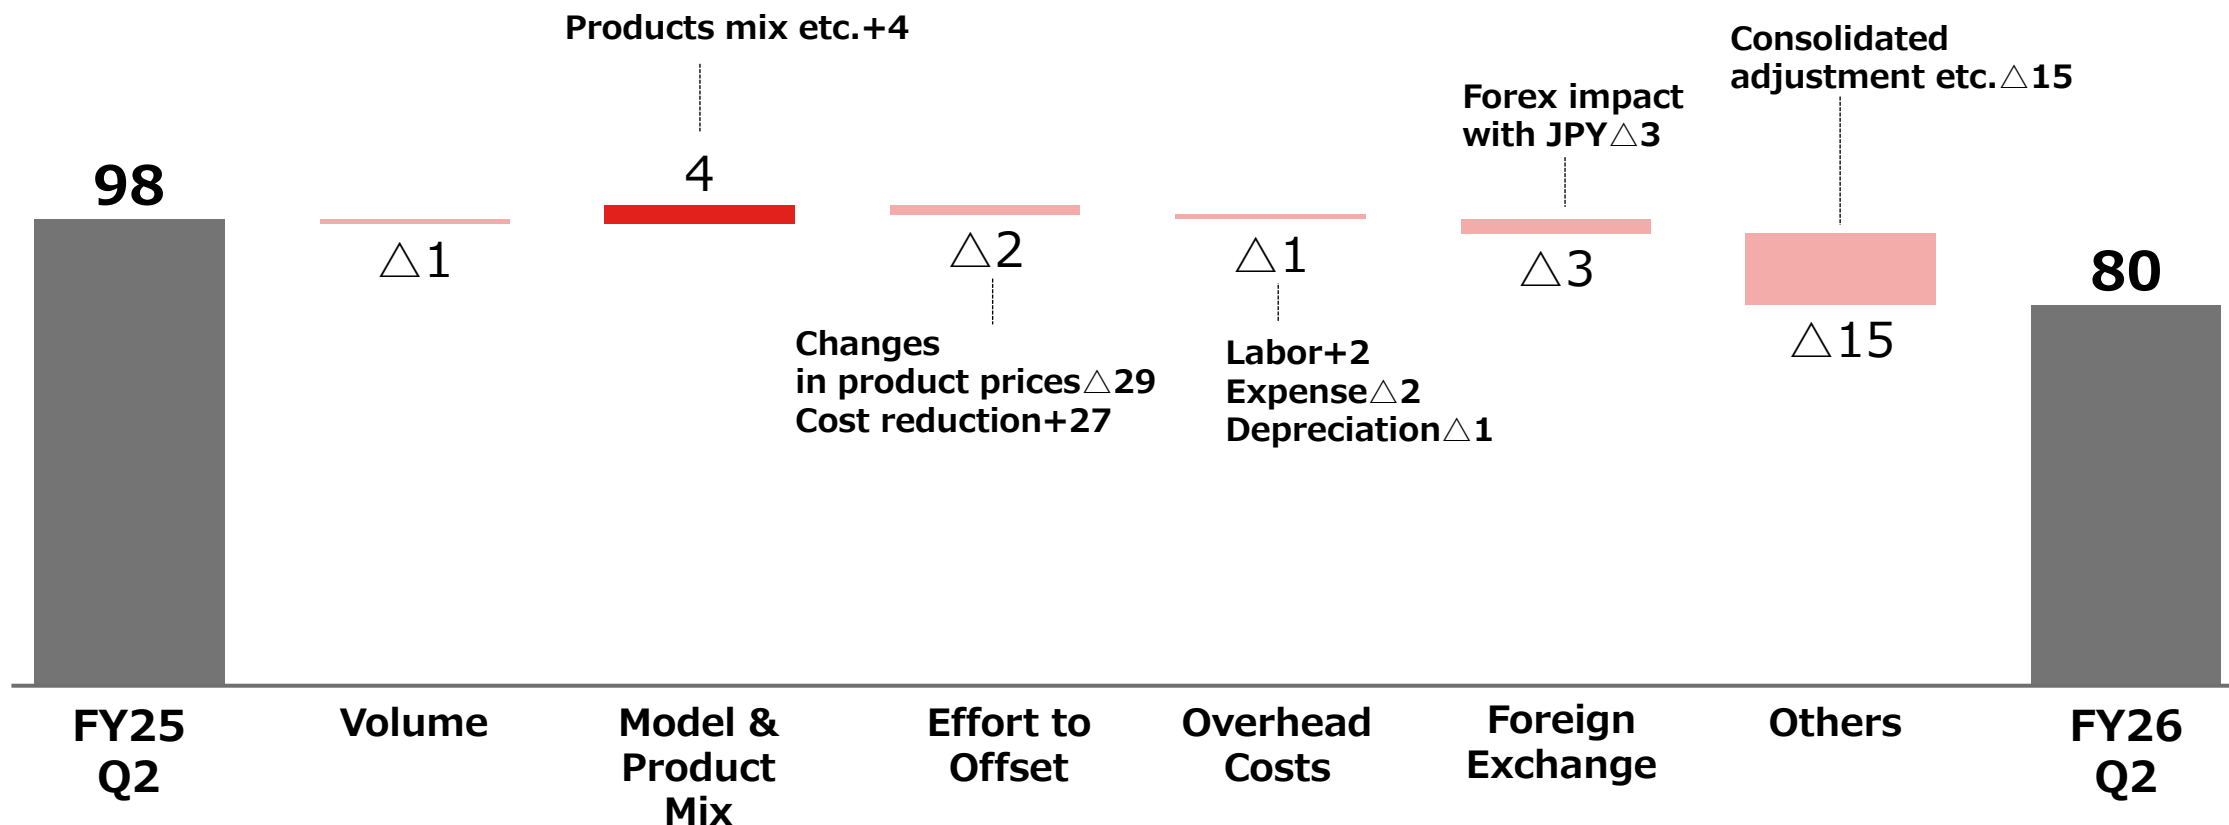 Products mix etc.+4
Consolidated
adjustment etc.△15
Forex impact
with JPY△3
98
△1
4
△2
△1
△3
△15
80
Changes
in product prices△29
Cost reduction+27
Labor+2
Expense△2
Depreciation△1
FY25
Q2
Volume
Model &
Product
Mix
Effort to
Offset
Overhead
Costs
Foreign
Exchange
Others
FY26
Q2